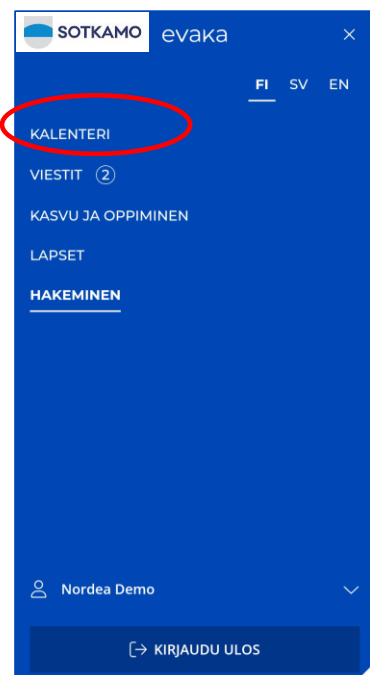 SOTKAMO evaka
FI SV EN
KALENTERI
VIESTIT 2
KASVU JA OPPIMINEN
LAPSET
HAKEMINEN
Nordea Demo
KIRJAUDU ULOS